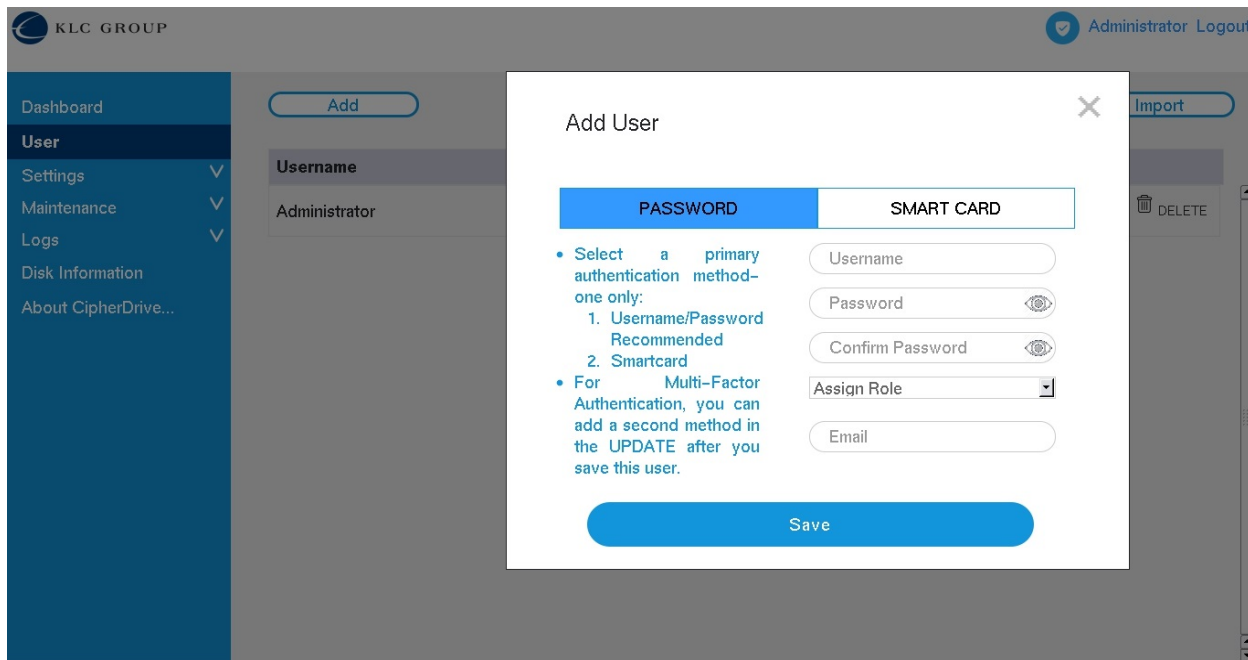 KLC GROUP
Administrator Logout
Dashboard
User
Settings
Maintenance
Logs
Disk Information
About CipherDrive...
Add
Import
Username
Administrator
DELETE
Add User
PASSWORD
SMART CARD
• Select a primary
authentication method-
one only:
1. Username/Password
Recommended
2. Smartcard
• For Multi-Factor
Authentication, you can
add a second method in
the UPDATE after you
save this user.
Username
Password
Confirm Password
Assign Role
Email
Save